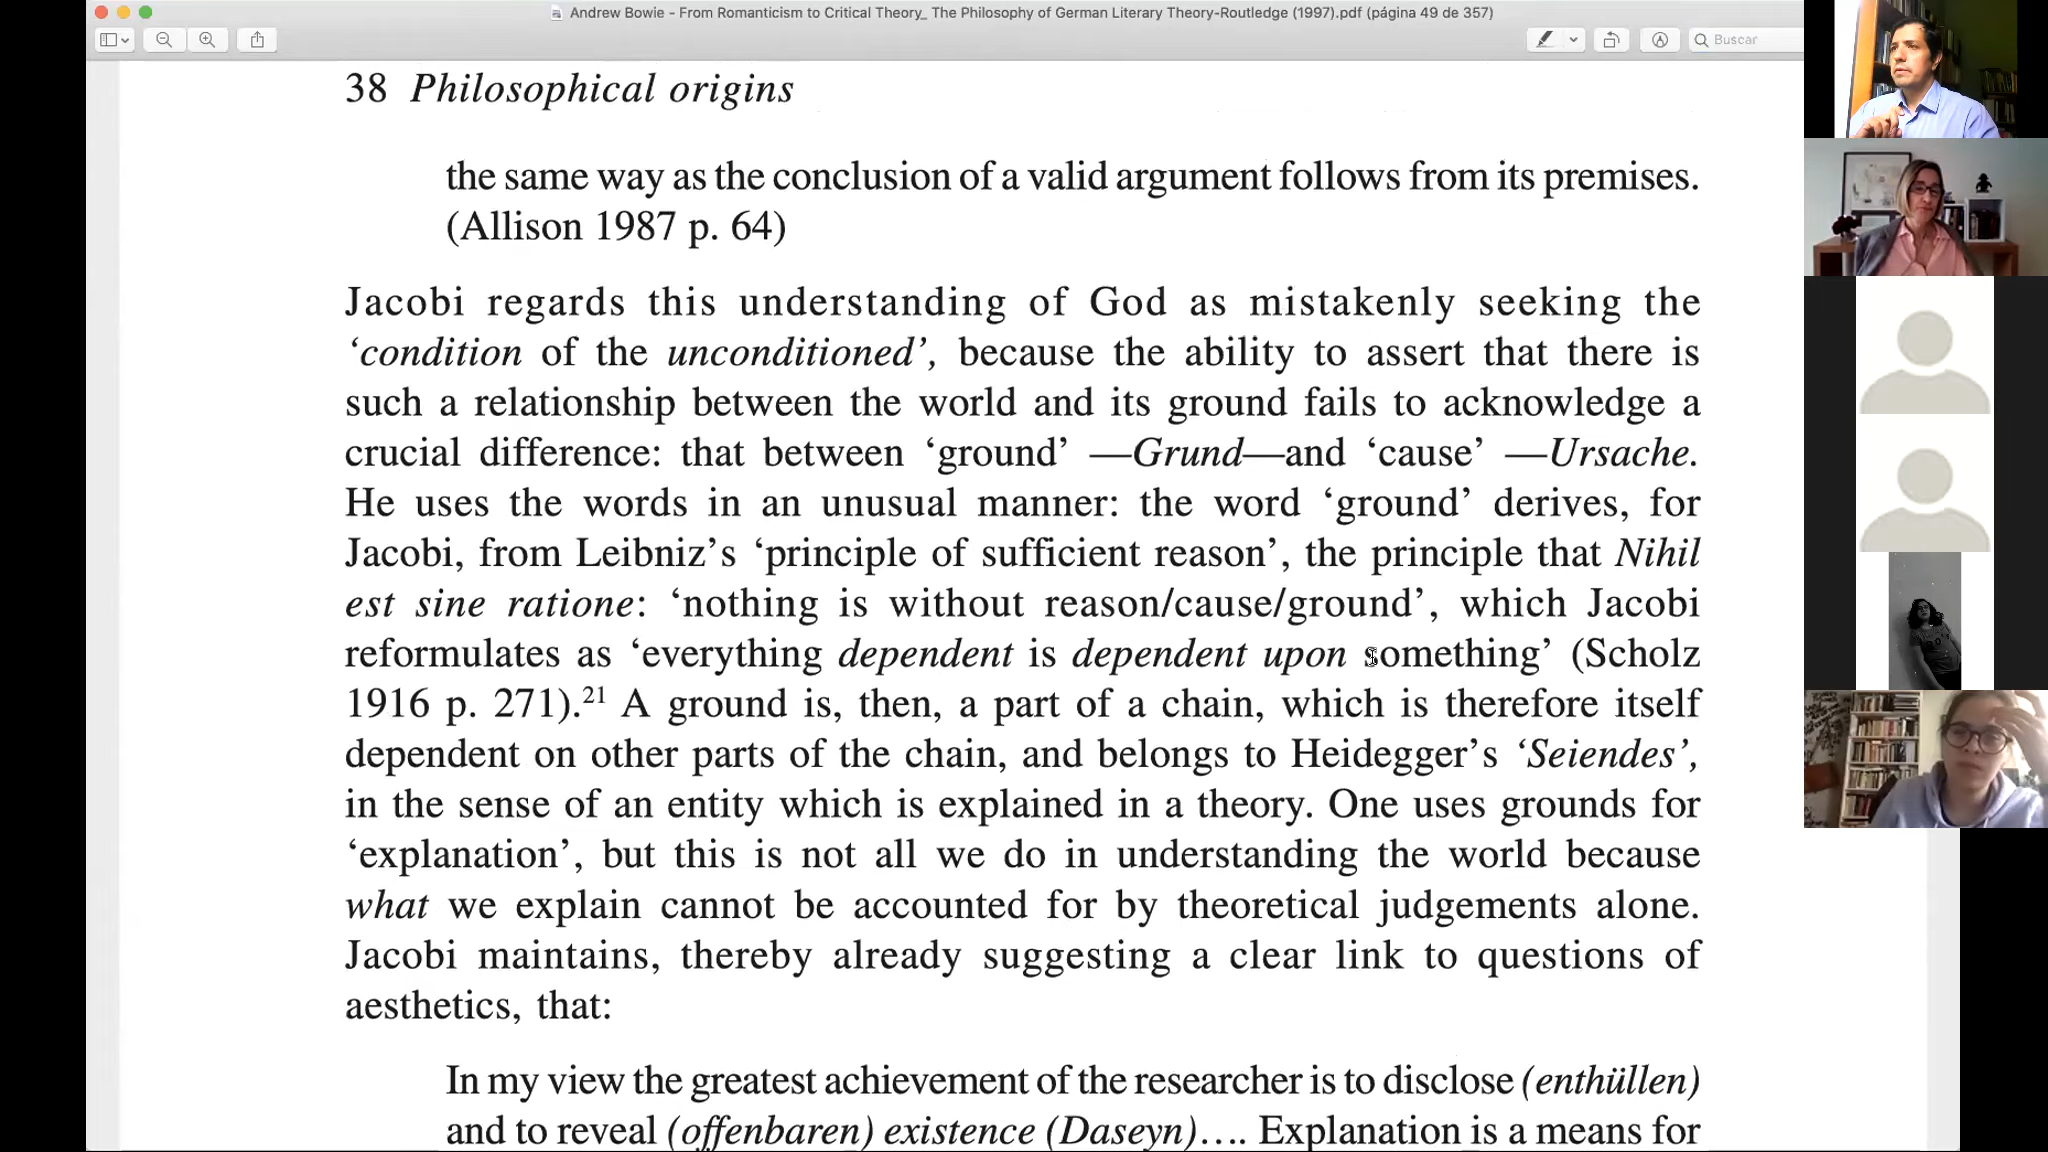 Andrew Bowie - From Romanticism to Critical Theory_ The Philosophy of German Literary Theory-Routledge (1997).pdf (página 49 de 357)
Buscar
38 Philosophical origins
the same way as the conclusion of a valid argument follows from its premises.
(Allison 1987 p. 64)
Jacobi regards this understanding of God as mistakenly seeking the
‘condition of the unconditioned’, because the ability to assert that there is
such a relationship between the world and its ground fails to acknowledge a
crucial difference: that between ‘ground’ —Grund—and ‘cause’ —Ursache.
He uses the words in an unusual manner: the word ‘ground’ derives, for
Jacobi, from Leibniz’s ‘principle of sufficient reason’, the principle that Nihil
est sine ratione: ‘nothing is without reason/cause/ground’, which Jacobi
reformulates as ‘everything dependent is dependent upon something’ (Scholz
1916 p. 271).21 A ground is, then, a part of a chain, which is therefore itself
dependent on other parts of the chain, and belongs to Heidegger’s ‘Seiendes’,
in the sense of an entity which is explained in a theory. One uses grounds for
‘explanation’, but this is not all we do in understanding the world because
what we explain cannot be accounted for by theoretical judgements alone.
Jacobi maintains, thereby already suggesting a clear link to questions of
aesthetics, that:
In my view the greatest achievement of the researcher is to disclose (enthüllen)
and to reveal (offenbaren) existence (Daseyn)…. Explanation is a means for